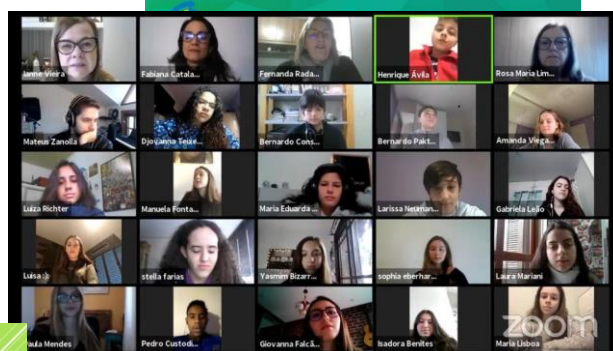 Ianne Vieira
Fabiana Catala...
Fernanda Rada...
Henrique Ávila
Rosa Maria Lim...
Mateus Zanolla
Djovanna Teixe...
Bernardo Cons...
Bernardo Pakt...
Amanda Viega...
Luiza Richter
Manuela Fonta...
Maria Eduarda ...
Larissa Neuman...
Gabriela Leão
Luisa :)
stella farias
Yasmim Bizarr...
sophia eberhar...
Laura Mariani
Paula Mendes
Pedro Custodi...
Giovanna Falcã...
Isadora Benites
Maria Lisboa
zoom